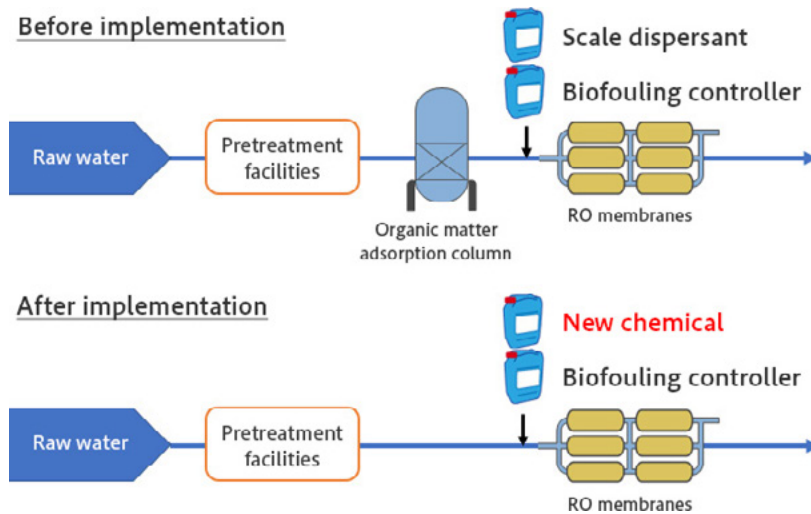 Before implementation
Scale dispersant
Biofouling controller
Raw water
Pretreatment
facilities
Organic matter
adsorption column
RO membranes
After implementation
New chemical
Biofouling controller
Raw water
Pretreatment
facilities
RO membranes